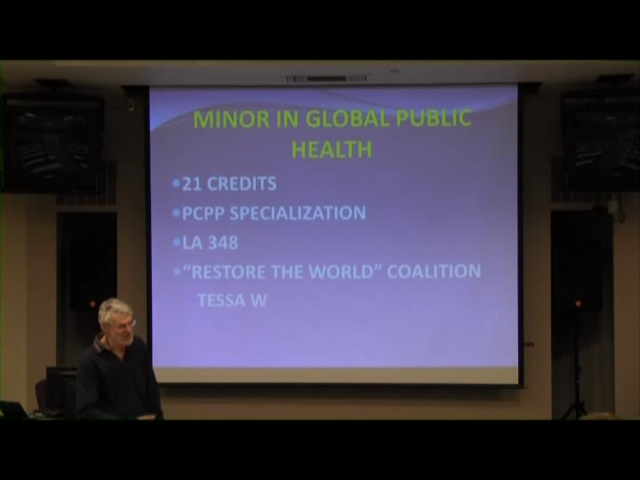 MINOR IN GLOBAL PUBLIC
HEALTH
•21 CREDITS
•PCPP SPECIALIZATION
•LA 348
•“RESTORE THE WORLD” COALITION
TESSA W